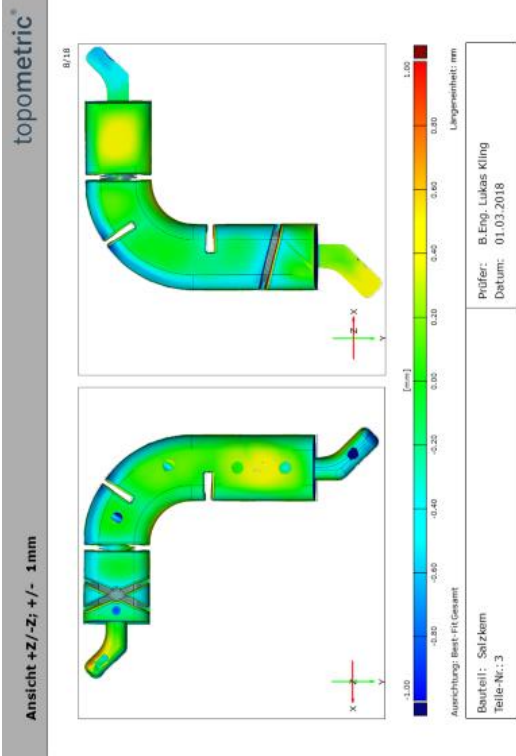 Ansicht +Z/-Z; +/- 1mm
topometric®
8/18
X
Z
Y
Z
X
Y
[mm]
-1.00
-0.80
-0.60
-0.40
-0.20
0.00
0.20
0.40
0.60
0.80
1.00
Ausrichtung: Best-Fit Gesamt
Längeneinheit: mm
Bauteil: Salzkern
Teile-Nr.: 3
Prüfer: B.Eng. Lukas Kling
Datum: 01.03.2018